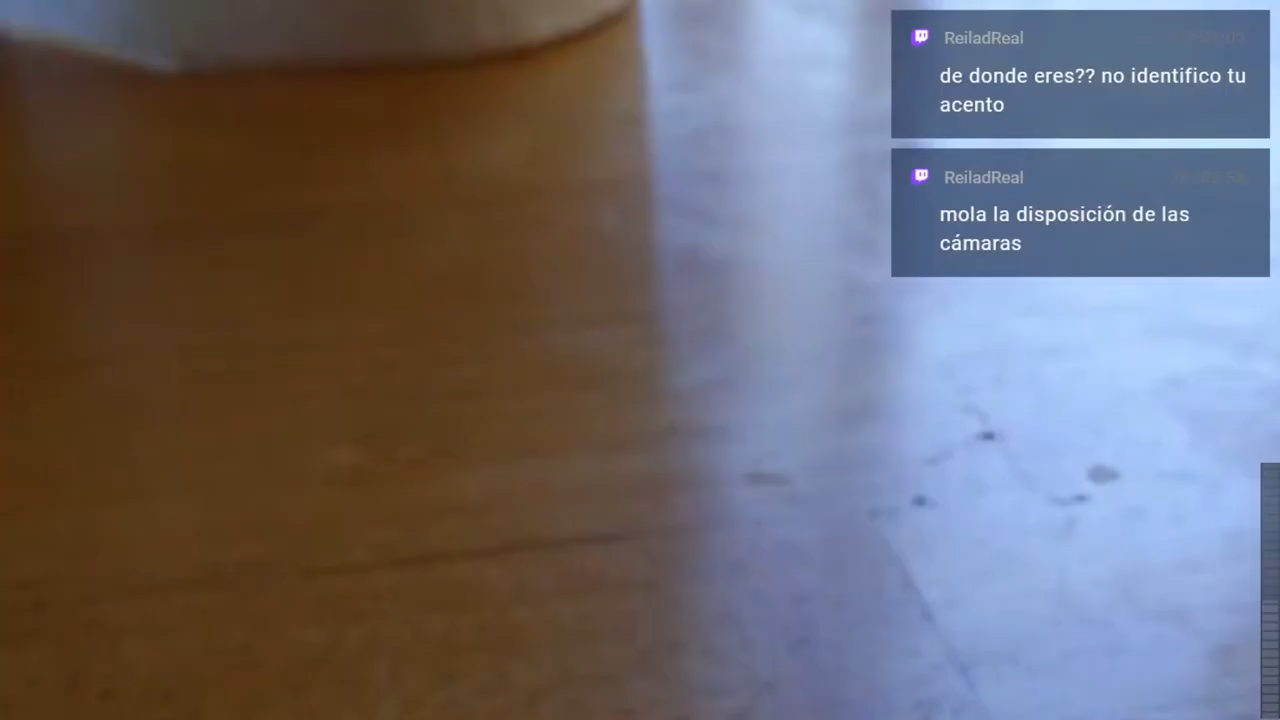 ReiladReal
de donde eres?? no identifico tu
acento
ReiladReal
mola la disposición de las
cámaras